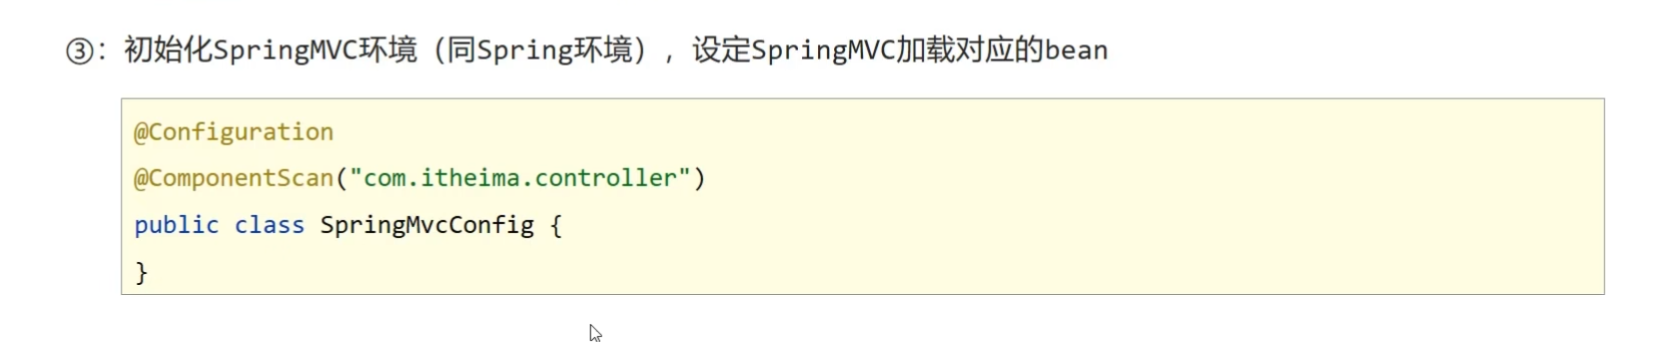 ③：初始化SpringMVC环境（同Spring环境），设定SpringMVC加载对应的bean
@Configuration
@ComponentScan("com.itheima.controller")
public class SpringMvcConfig {
}